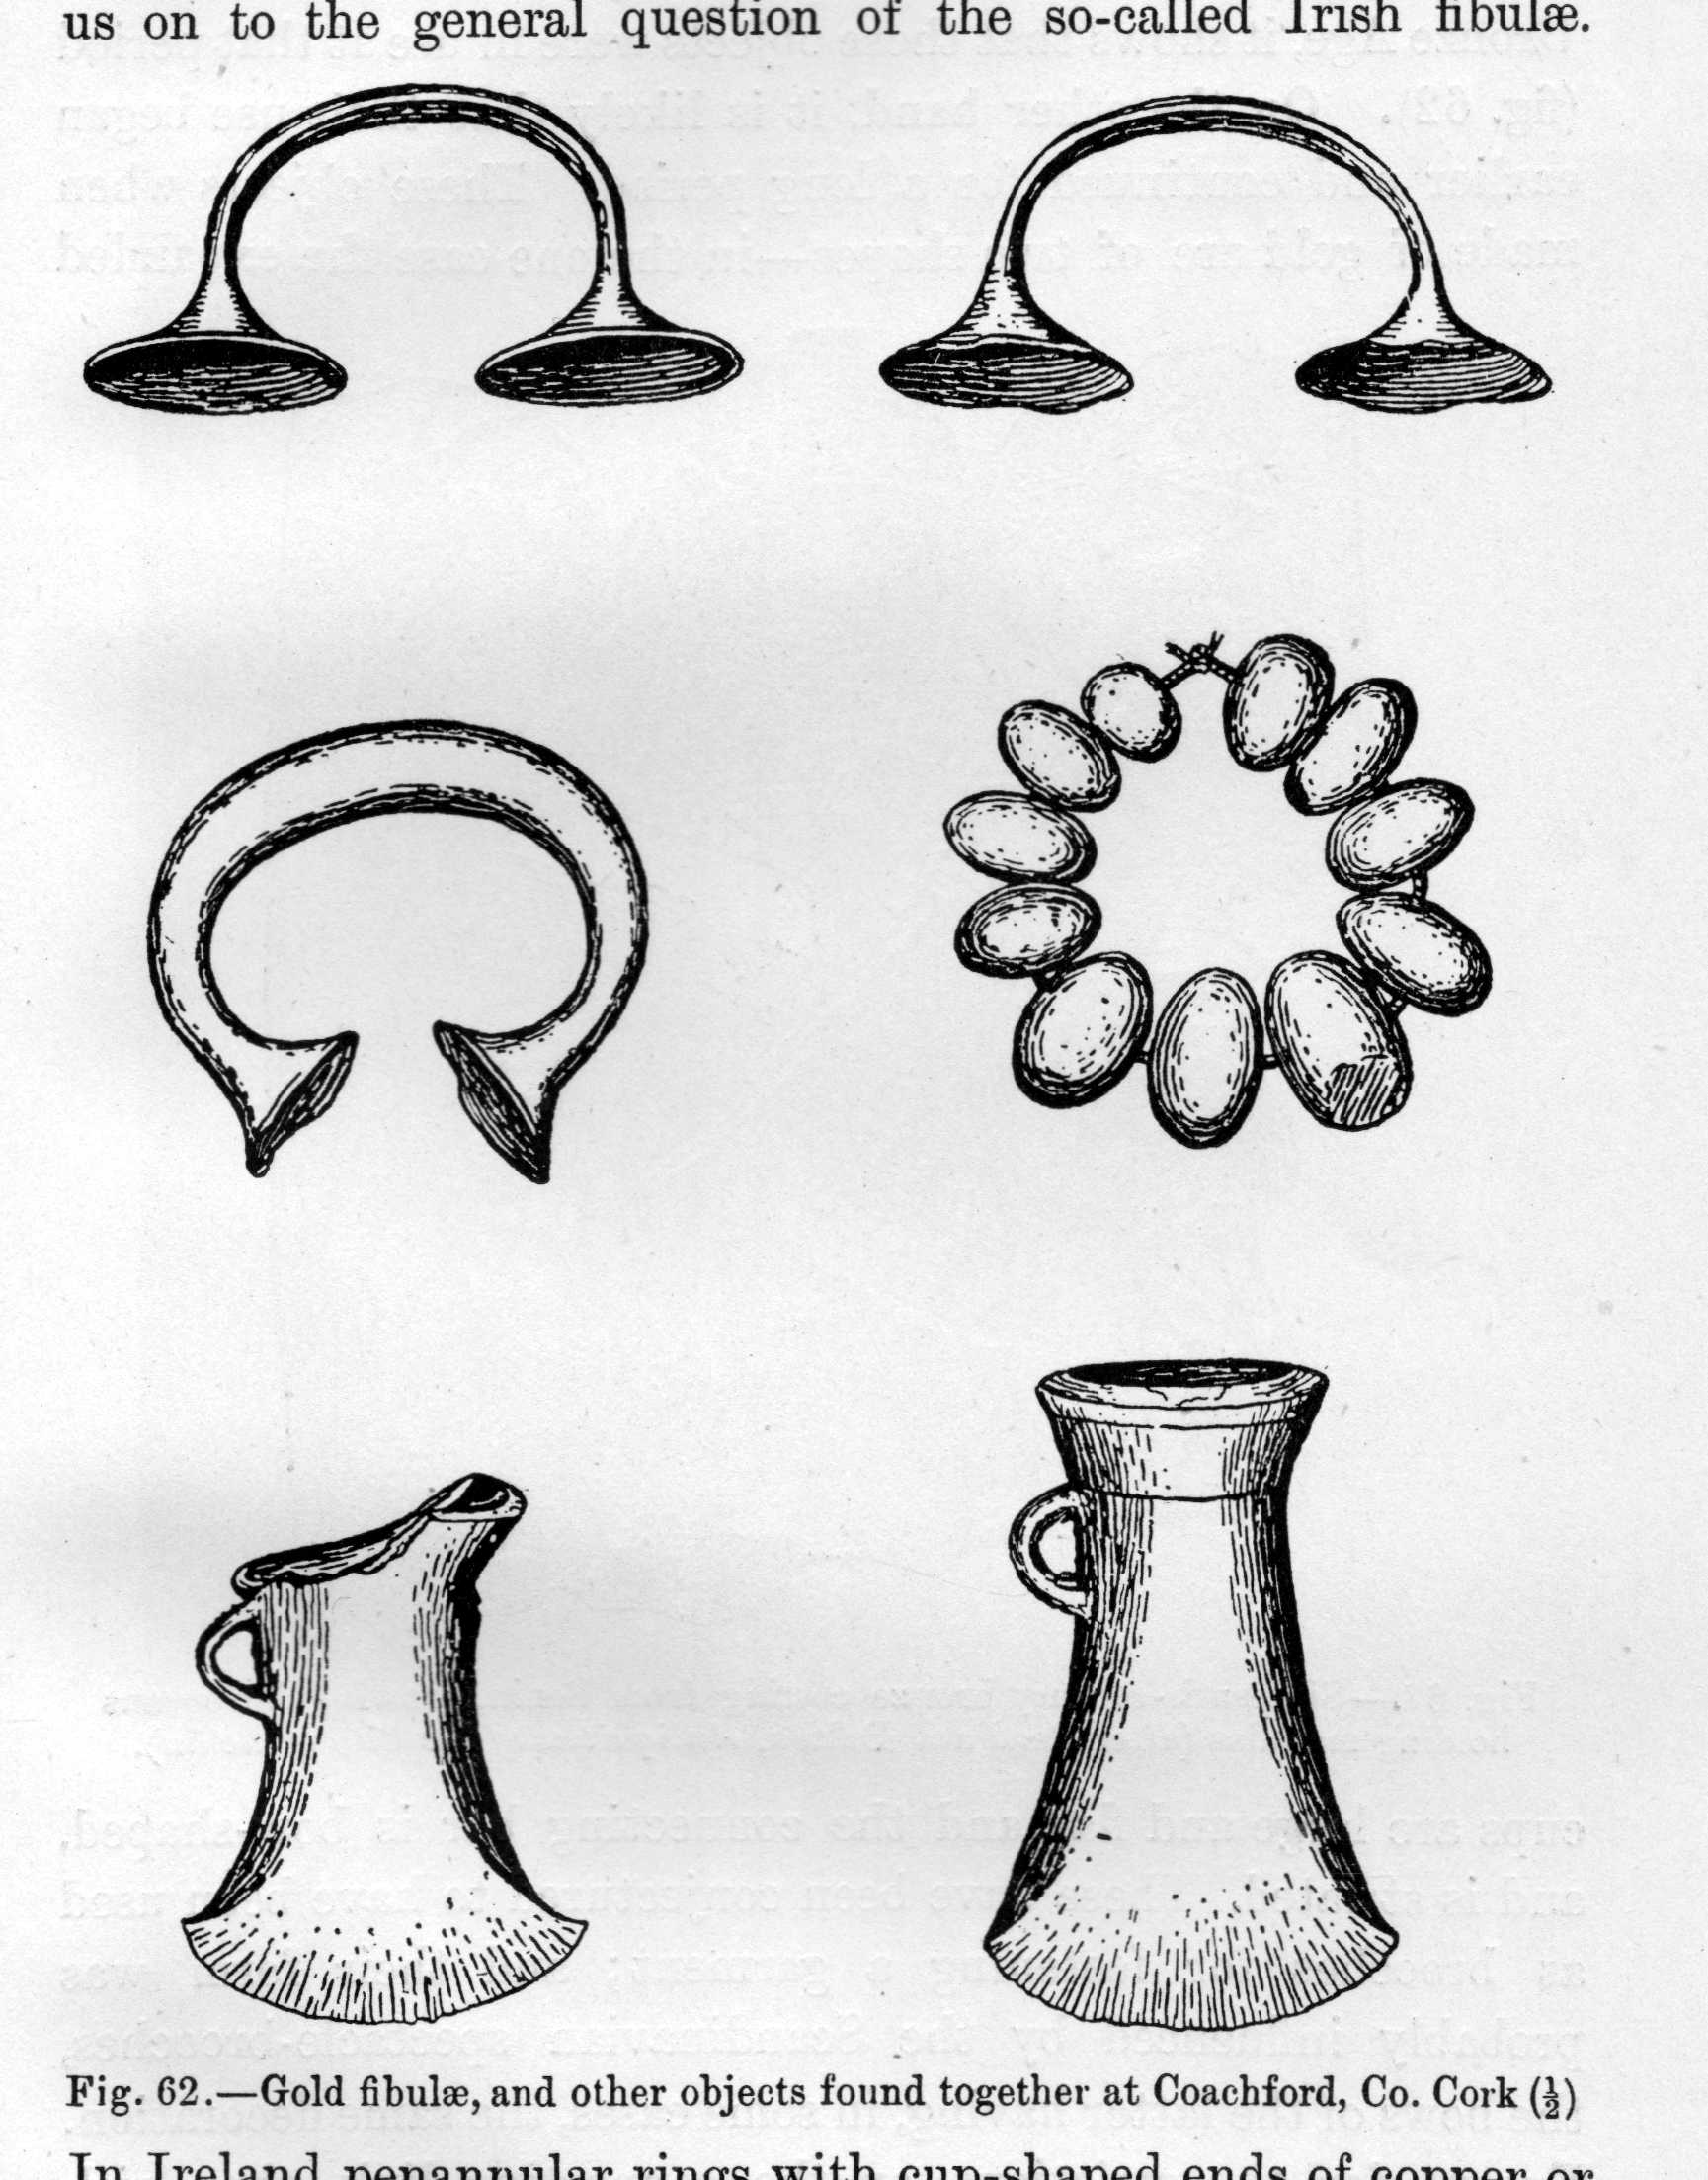 us on to the general question of the so-called Irish fibulæ.
Fig. 62.—Gold fibulæ, and other objects found together at Coachford, Co. Cork (½)
In Ireland penannular rings with cup-shaped ends of copper or